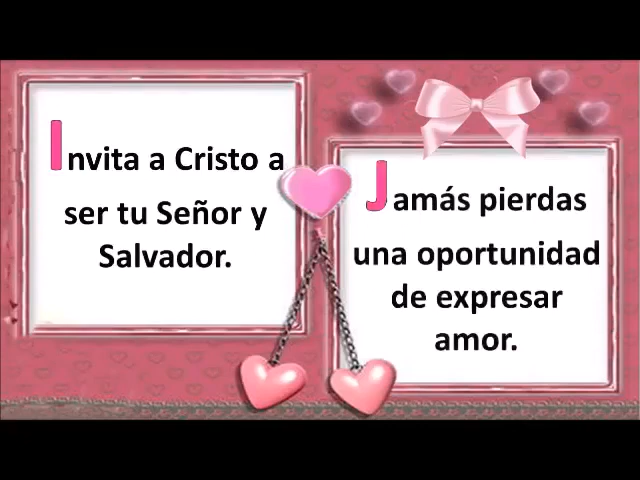 Invita a Cristo a
ser tu Señor y
Salvador.
Jamás pierdas
una oportunidad
de expresar
amor.